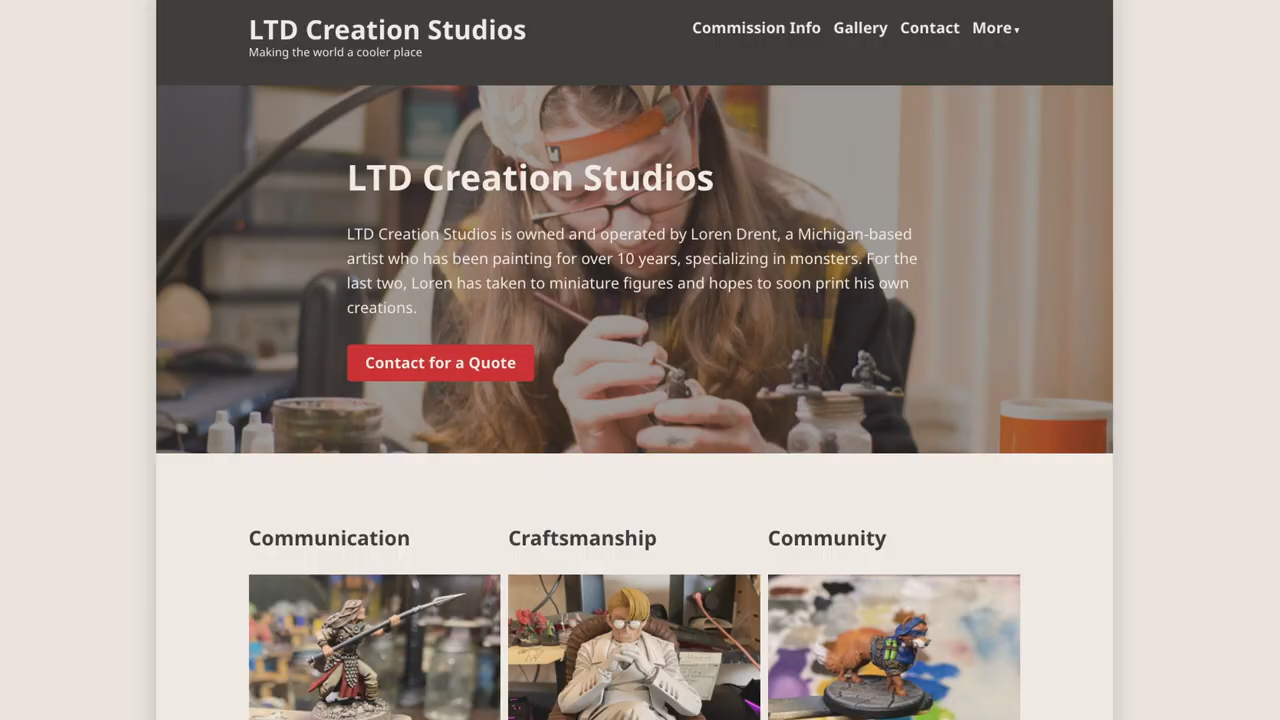 LTD Creation Studios
Making the world a cooler place
Commission Info Gallery Contact More ▾
LTD Creation Studios
LTD Creation Studios is owned and operated by Loren Drent, a Michigan-based
artist who has been painting for over 10 years, specializing in monsters. For the
last two, Loren has taken to miniature figures and hopes to soon print his own
creations.
Contact for a Quote
Communication
Craftsmanship
Community